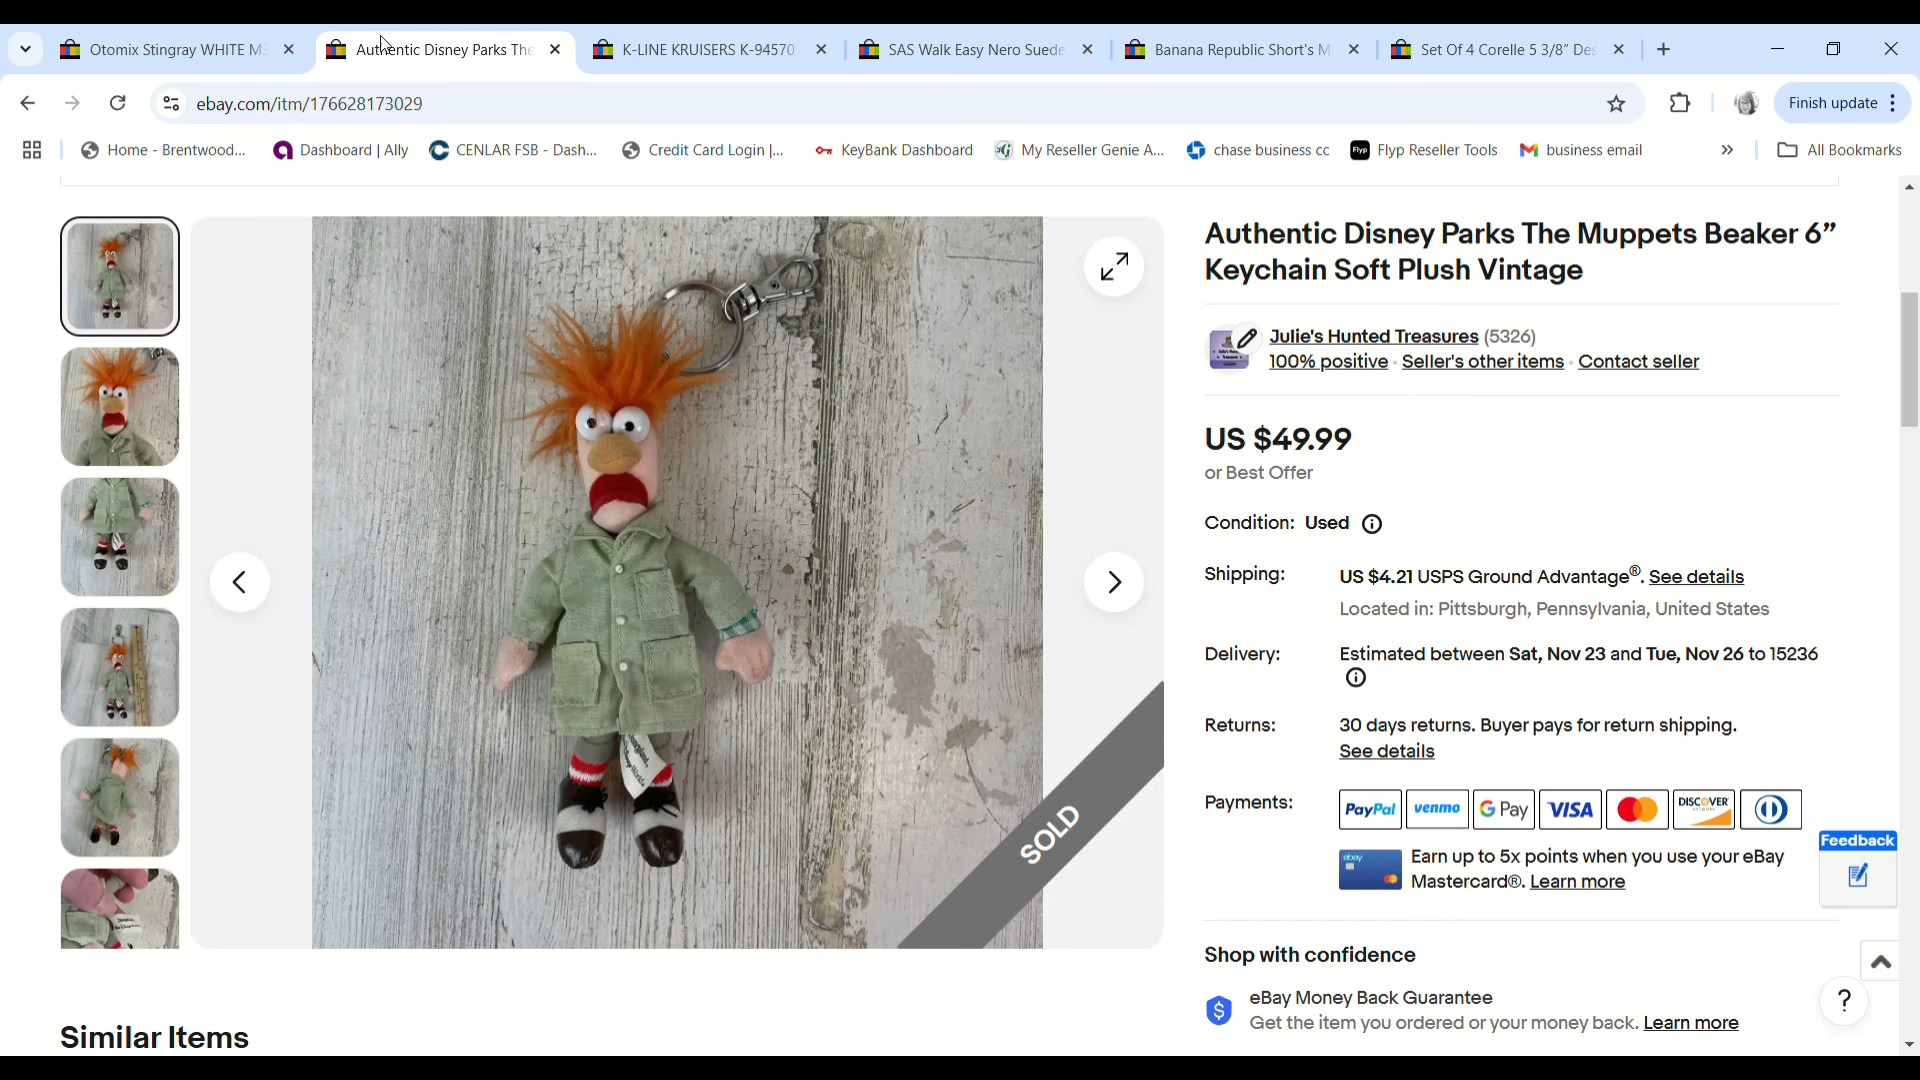 Otomix Stingray WHITE M3
Authentic Disney Parks The
K-LINE KRUISERS K-94570
SAS Walk Easy Nero Suede
Banana Republic Short's M
Set Of 4 Corelle 5 3/8" Des
ebay.com/itm/176628173029
Finish update
Home - Brentwood...
Dashboard | Ally
CENLAR FSB - Dash...
Credit Card Login |...
KeyBank Dashboard
My Reseller Genie A...
chase business cc
Flyp
Flyp Reseller Tools
business email
All Bookmarks
Authentic Disney Parks The Muppets Beaker 6”
Keychain Soft Plush Vintage
Julie's Hunted Treasures (5326)
100% positive · Seller's other items · Contact seller
US $49.99
or Best Offer
Condition: Used
Shipping: US $4.21 USPS Ground Advantage®. See details
Located in: Pittsburgh, Pennsylvania, United States
Delivery: Estimated between Sat, Nov 23 and Tue, Nov 26 to 15236
Returns: 30 days returns. Buyer pays for return shipping.
See details
Payments: PayPal venmo G Pay VISA DISCOVER
ebay
Earn up to 5x points when you use your eBay
Mastercard®. Learn more
Feedback
SOLD
Shop with confidence
eBay Money Back Guarantee
Get the item you ordered or your money back. Learn more
?
Similar Items